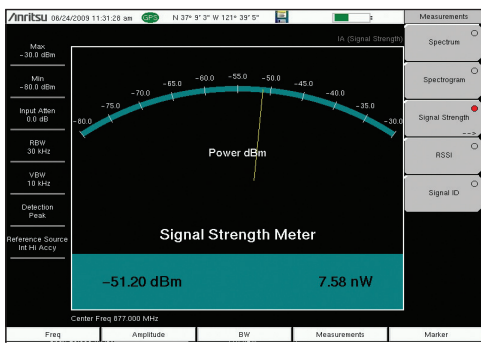 Anritsu 06/24/2009 11:31:28 am GPS N 37° 9' 3" W 121° 39' 5"
Measurements
IA (Signal Strength)
Max
-30.0 dBm
Min
-80.0 dBm
Input Atten
0.0 dB
RBW
30 kHz
VBW
10 kHz
Detection
Peak
Reference Source
Int Hi Accy
-80.0 -75.0 -70.0 -65.0 -60.0 -55.0 -50.0 -45.0 -40.0 -35.0 -30.0
Power dBm
Signal Strength Meter
-51.20 dBm 7.58 nW
Center Freq 877.000 MHz
Spectrum
Spectrogram
Signal Strength
-->
RSSI
Signal ID
Freq Amplitude BW Measurements Marker